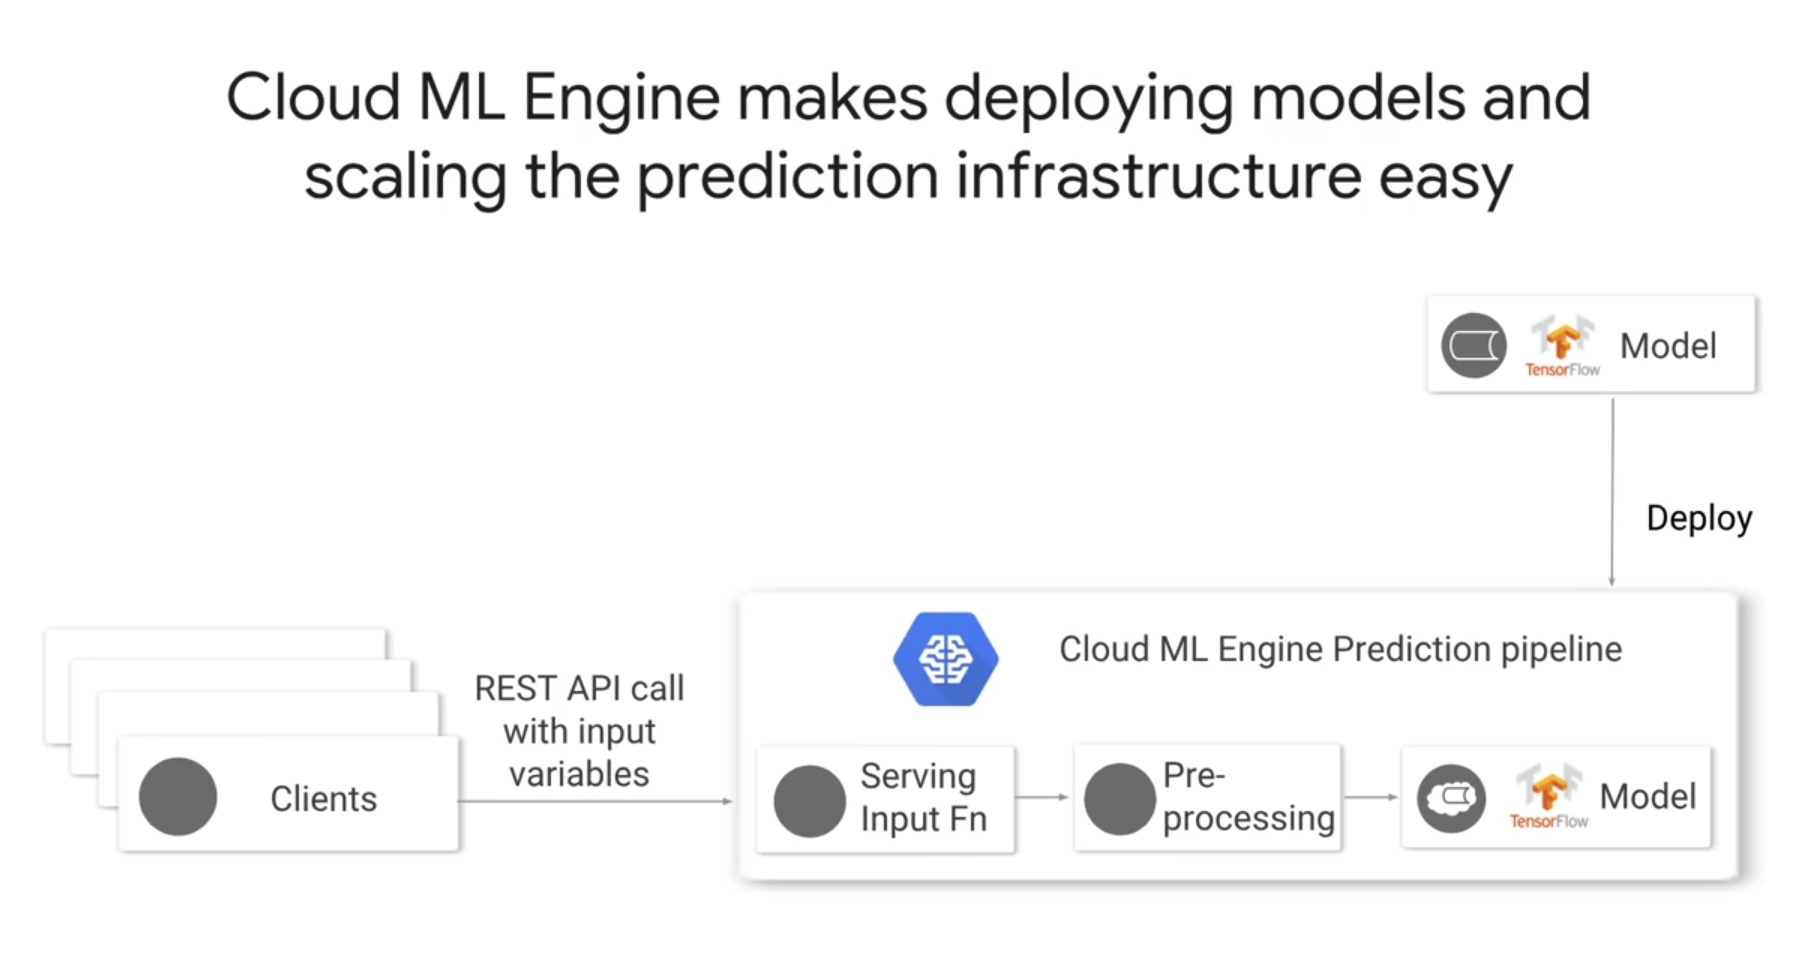 Cloud ML Engine makes deploying models and
scaling the prediction infrastructure easy
TensorFlow
Model
Deploy
Cloud ML Engine Prediction pipeline
REST API call
with input
variables
Clients
Serving
Input Fn
Pre-
processing
TensorFlow
Model